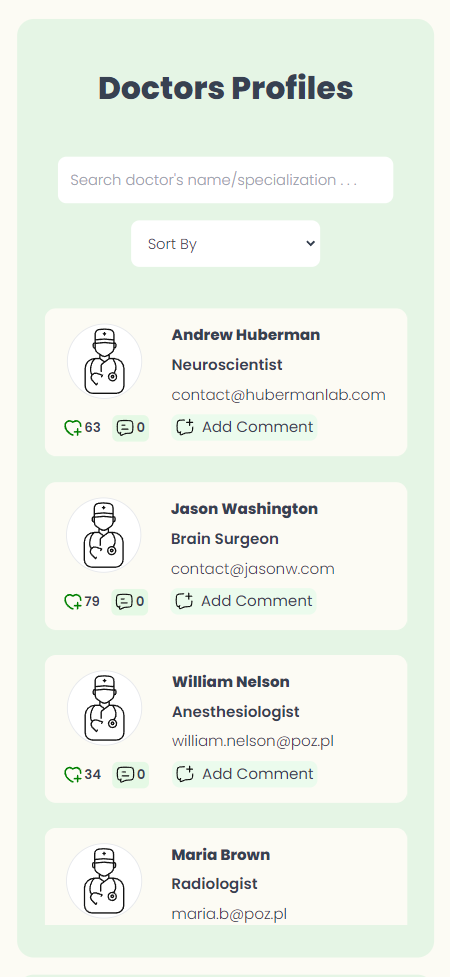 Doctors Profiles
Search doctor's name/specialization . . .
Sort By
Andrew Huberman
Neuroscientist
contact@hubermanlab.com
63 0 Add Comment
Jason Washington
Brain Surgeon
contact@jasonw.com
79 0 Add Comment
William Nelson
Anesthesiologist
william.nelson@poz.pl
34 0 Add Comment
Maria Brown
Radiologist
maria.b@poz.pl